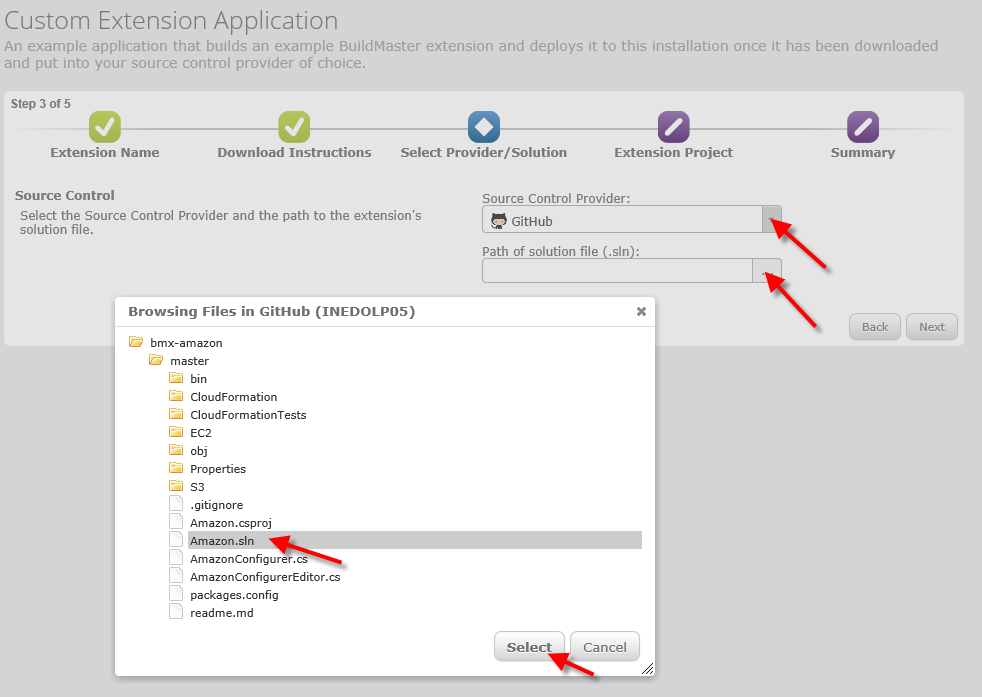 Custom Extension Application
An example application that builds an example BuildMaster extension and deploys it to this installation once it has been downloaded
and put into your source control provider of choice.
Step 3 of 5
Extension Name
Download Instructions
Select Provider/Solution
Extension Project
Summary
Source Control
Select the Source Control Provider and the path to the extension's
solution file.
Source Control Provider:
GitHub
Path of solution file (.sln):
Back
Next
Browsing Files in GitHub (INEDOLP05)
bmx-amazon
master
bin
CloudFormation
CloudFormationTests
EC2
obj
Properties
S3
.gitignore
Amazon.csproj
Amazon.sln
AmazonConfigurer.cs
AmazonConfigurerEditor.cs
packages.config
readme.md
Select
Cancel